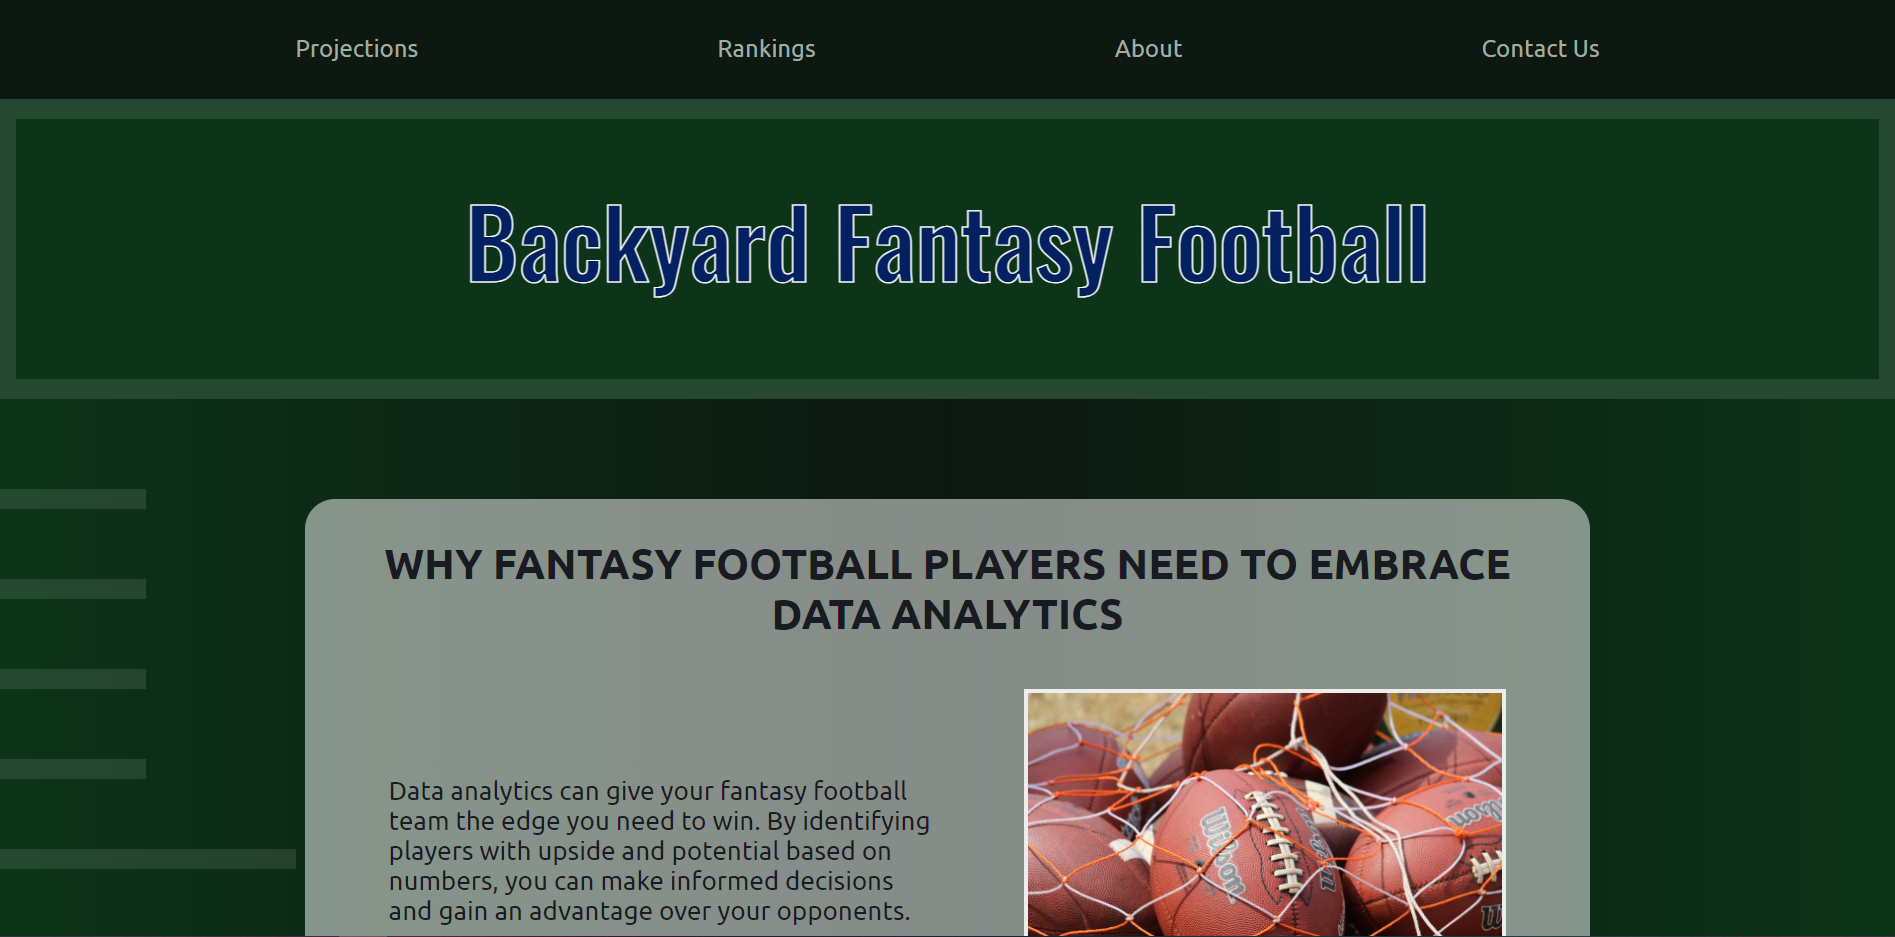 Projections Rankings About Contact Us
Backyard Fantasy Football
WHY FANTASY FOOTBALL PLAYERS NEED TO EMBRACE
DATA ANALYTICS
Data analytics can give your fantasy football
team the edge you need to win. By identifying
players with upside and potential based on
numbers, you can make informed decisions
and gain an advantage over your opponents.
Wilson
Wilson